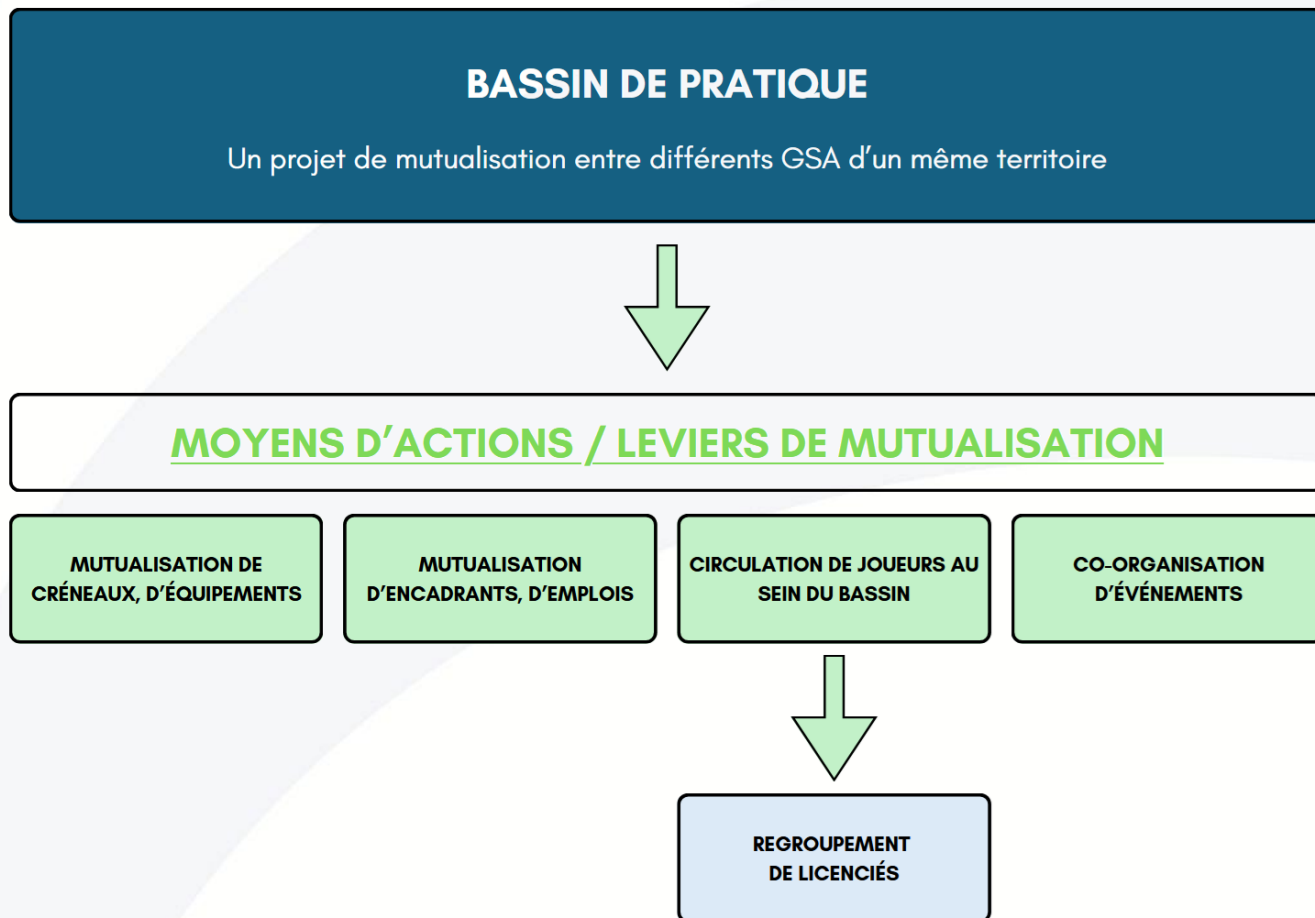 BASSIN DE PRATIQUE
Un projet de mutualisation entre différents GSA d'un même territoire
MOYENS D'ACTIONS / LEVIERS DE MUTUALISATION
MUTUALISATION DE
CRÉNEAUX, D'ÉQUIPEMENTS
MUTUALISATION
D'ENCADRANTS, D'EMPLOIS
CIRCULATION DE JOUEURS AU
SEIN DU BASSIN
CO-ORGANISATION
D'ÉVÉNEMENTS
REGROUPEMENT
DE LICENCIÉS